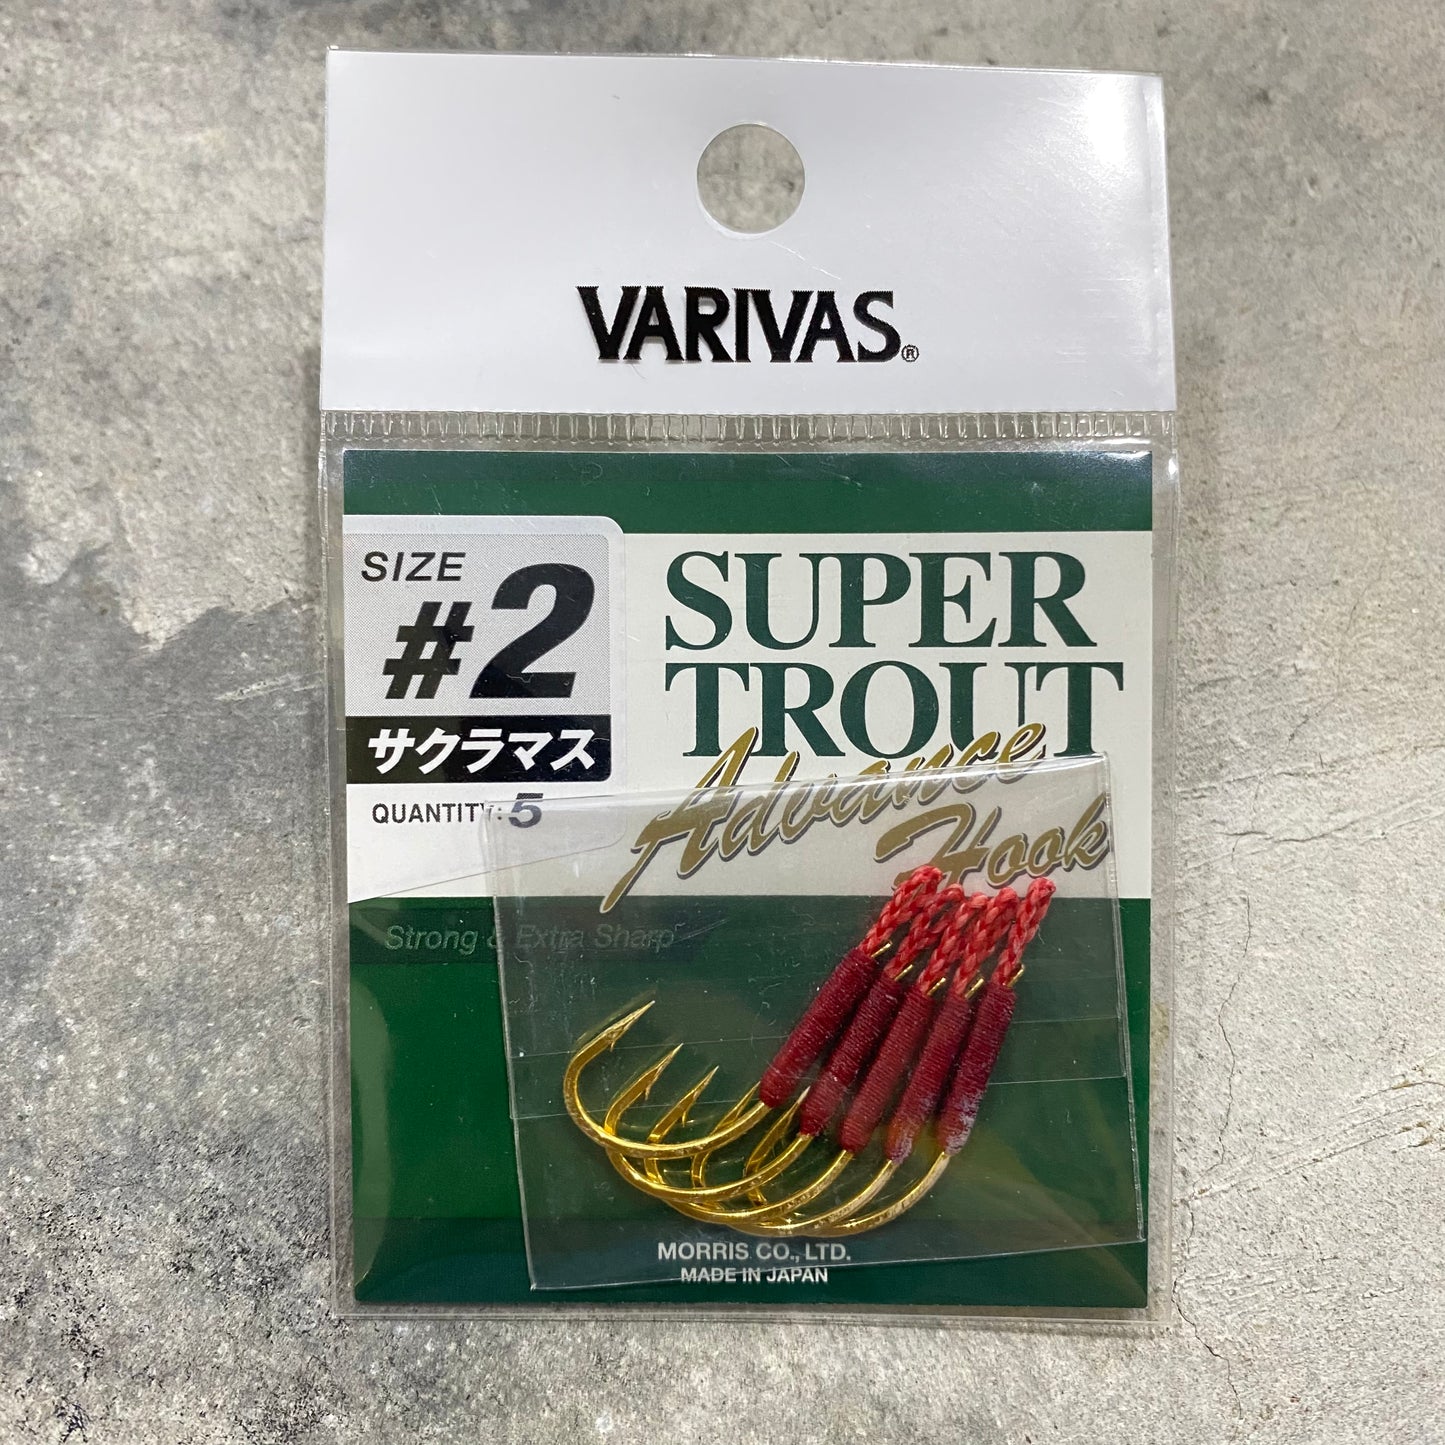 VARIVAS®
SIZE
#2
サクラマス
QUANTITY: 5
SUPER
TROUT
Advance
Hook
Strong & Extra Sharp
MORRIS CO., LTD.
MADE IN JAPAN